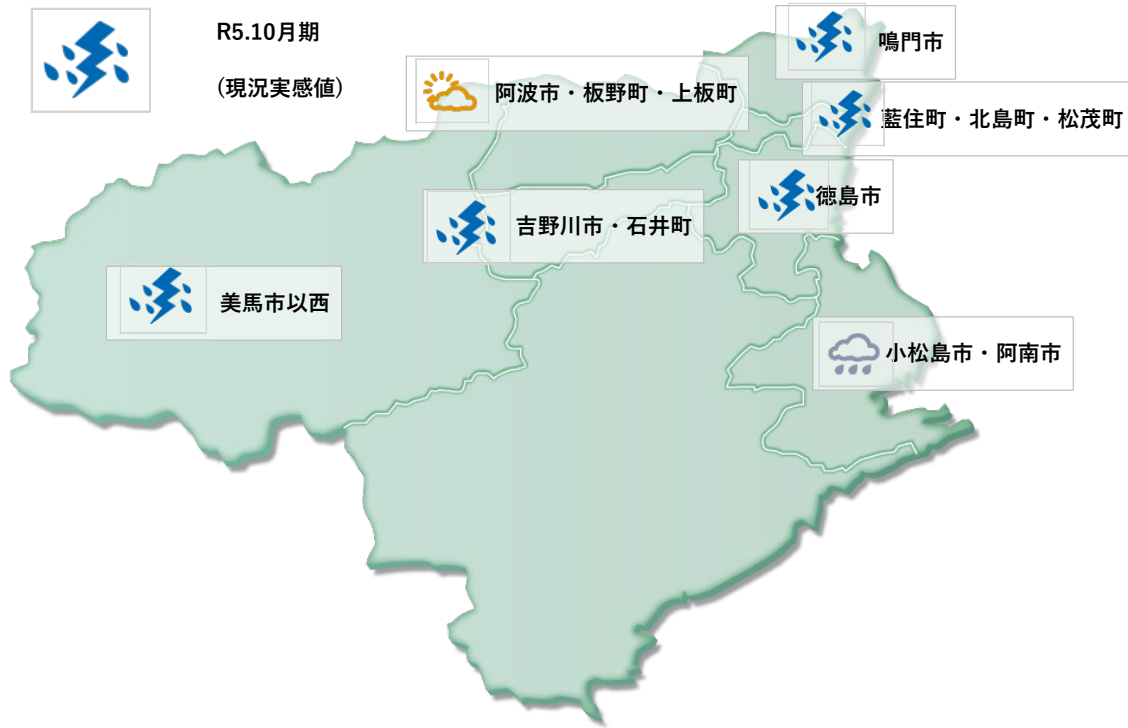 R5.10月期
(現況実感値)
鳴門市
阿波市・板野町・上板町
藍住町・北島町・松茂町
徳島市
吉野川市・石井町
美馬市以西
小松島市・阿南市